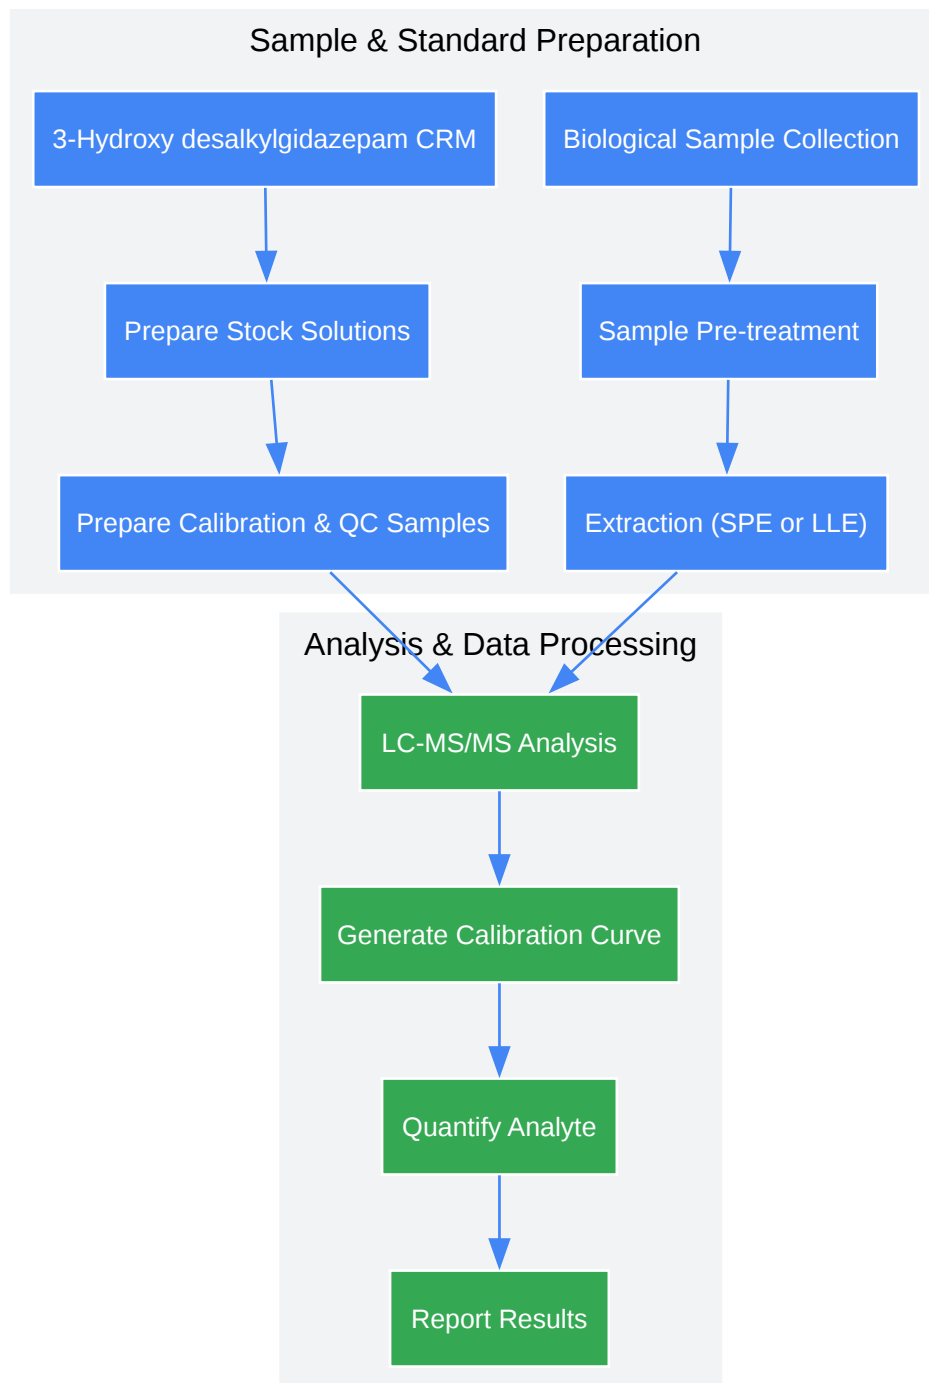 Sample & Standard Preparation
3-Hydroxy desalkylgidazepam CRM
Biological Sample Collection
Prepare Stock Solutions
Sample Pre-treatment
Prepare Calibration & QC Samples
Extraction (SPE or LLE)
Analysis & Data Processing
LC-MS/MS Analysis
Generate Calibration Curve
Quantify Analyte
Report Results